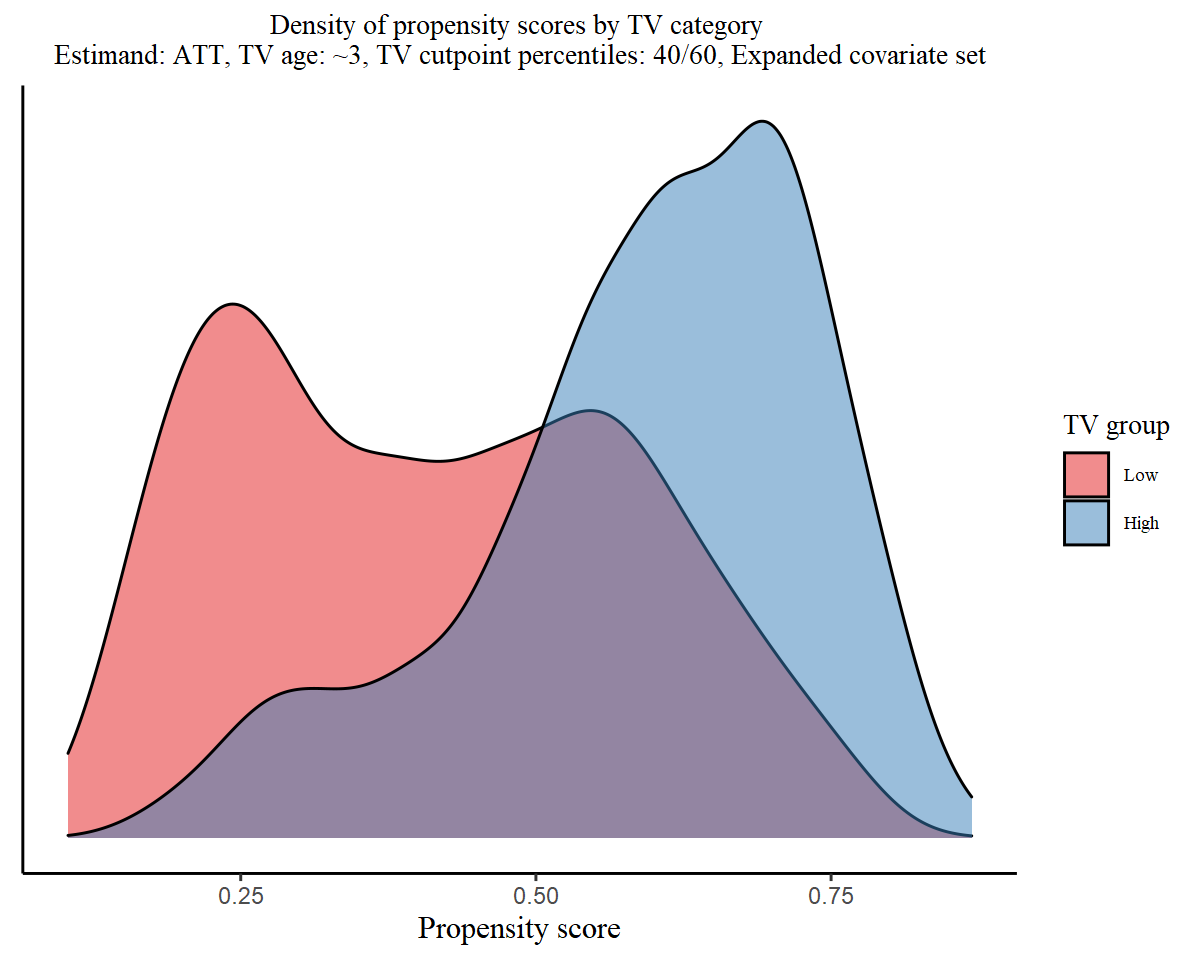 Density of propensity scores by TV category
Estimand: ATT, TV age: ~3, TV cutpoint percentiles: 40/60, Expanded covariate set
TV group
Low
High
0.25
0.50
0.75
Propensity score